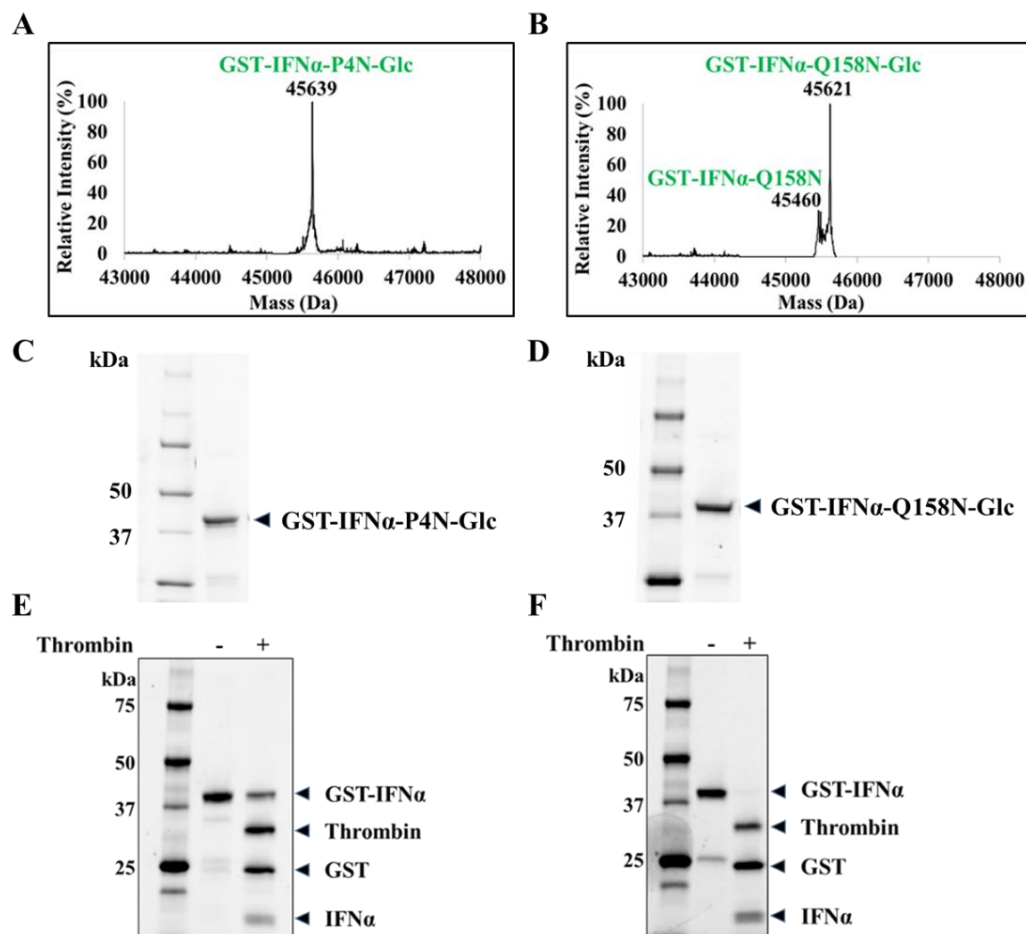 A
GST-IFNα-P4N-Glc
45639
Relative Intensity (%)
100
80
60
40
20
0
43000 44000 45000 46000 47000 48000
Mass (Da)
B
GST-IFNα-Q158N-Glc
45621
GST-IFNα-Q158N
45460
Relative Intensity (%)
100
80
60
40
20
0
43000 44000 45000 46000 47000 48000
Mass (Da)
C
kDa
50
37
GST-IFNα-P4N-Glc
D
kDa
50
37
GST-IFNα-Q158N-Glc
E
Thrombin - +
kDa
75
50
37
25
GST-IFNα
Thrombin
GST
IFNα
F
Thrombin - +
kDa
75
50
37
25
GST-IFNα
Thrombin
GST
IFNα